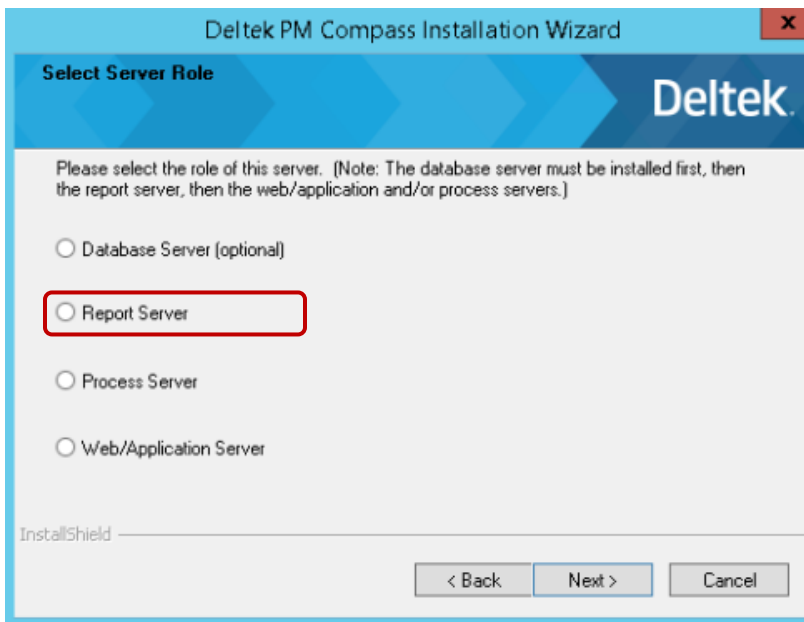 Deltek PM Compass Installation Wizard
x
Select Server Role
Deltek.
Please select the role of this server. (Note: The database server must be installed first, then
the report server, then the web/application and/or process servers.)
Database Server (optional)
Report Server
Process Server
Web/Application Server
InstallShield
< Back
Next >
Cancel